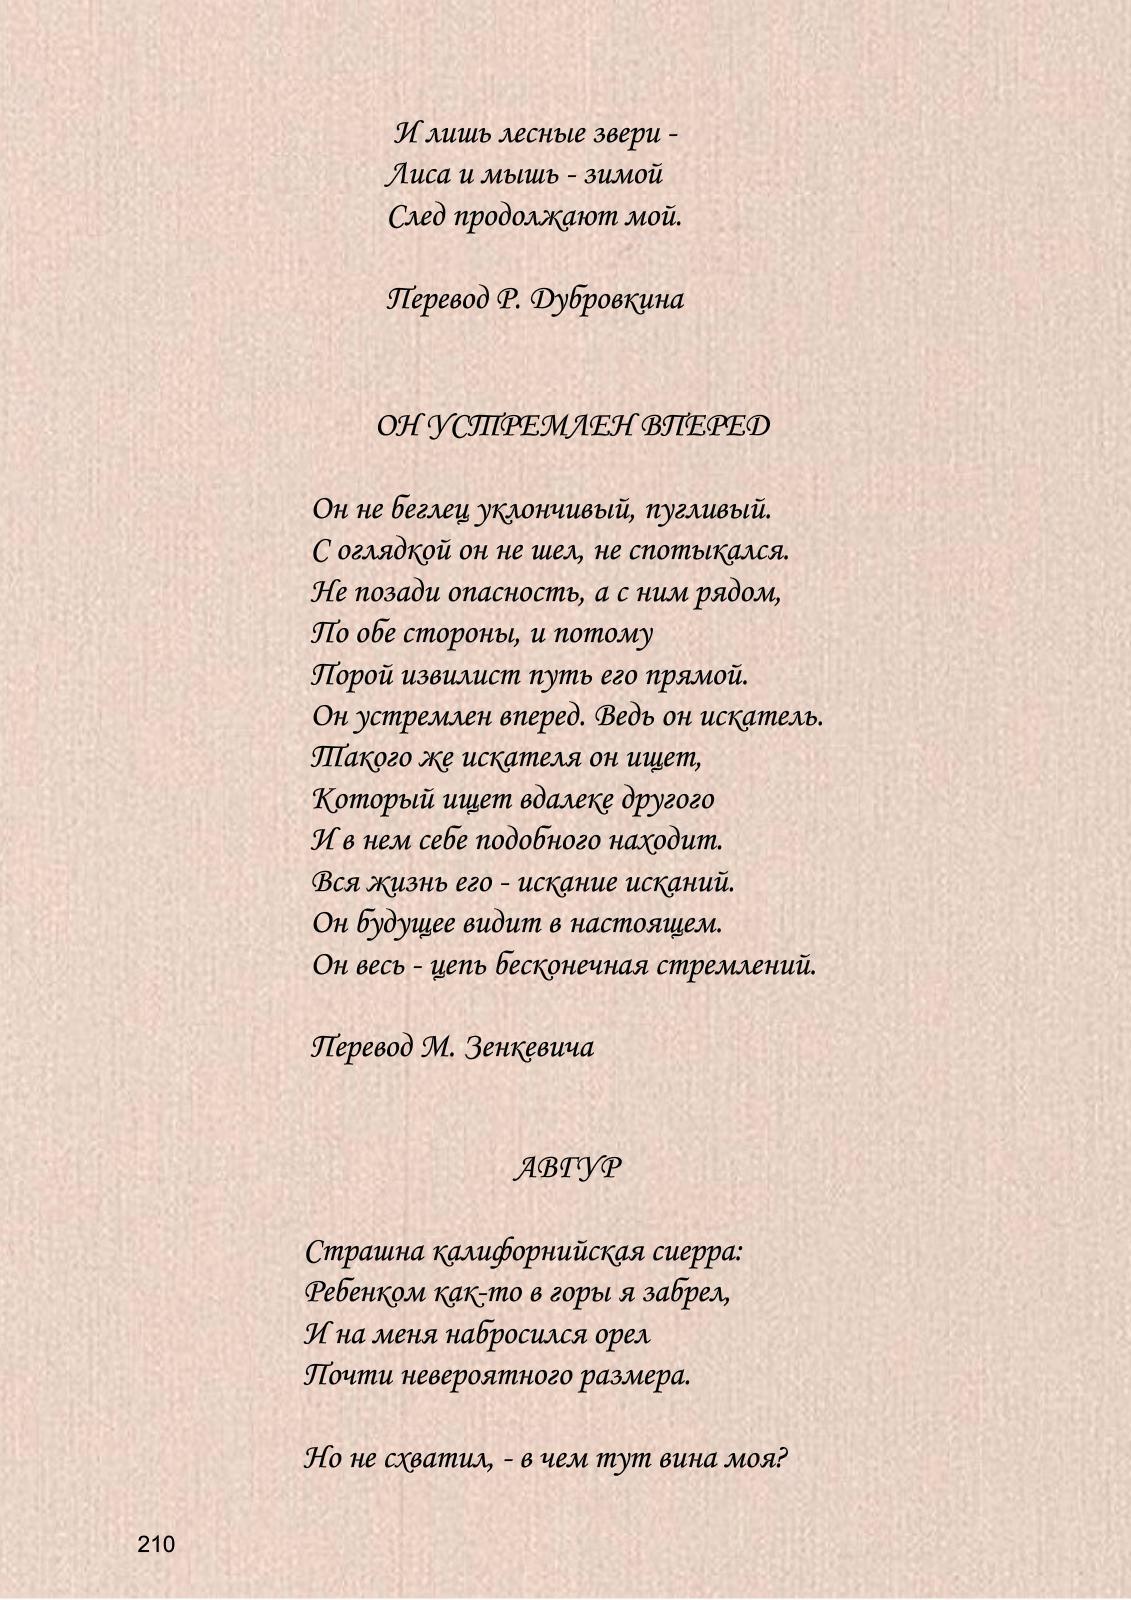 И лишь лесные звери -
Лиса и мышь - зимой
След продолжают мой.
Перевод Р. Дубровкина
ОН УСТРЕМЛЕН ВПЕРЕД
Он не беглец уклончивый, пугливый.
С оглядкой он не шел, не спотыкался.
Не позади опасность, а с ним рядом,
По обе стороны, и потому
Порой извилист путь его прямой.
Он устремлен вперед. Ведь он искатель.
Такого же искателя он ищет,
Который ищет вдалеке другого
И в нем себе подобного находит.
Вся жизнь его - искание исканий.
Он будущее видит в настоящем.
Он весь - цепь бесконечная стремлений.
Перевод М. Зенкевича
АВГУР
Страшна калифорнийская сиерра:
Ребенком как-то в горы я забрел,
И на меня набросился орел
Почти невероятного размера.
Но не схватил, - в чем тут вина моя?
210